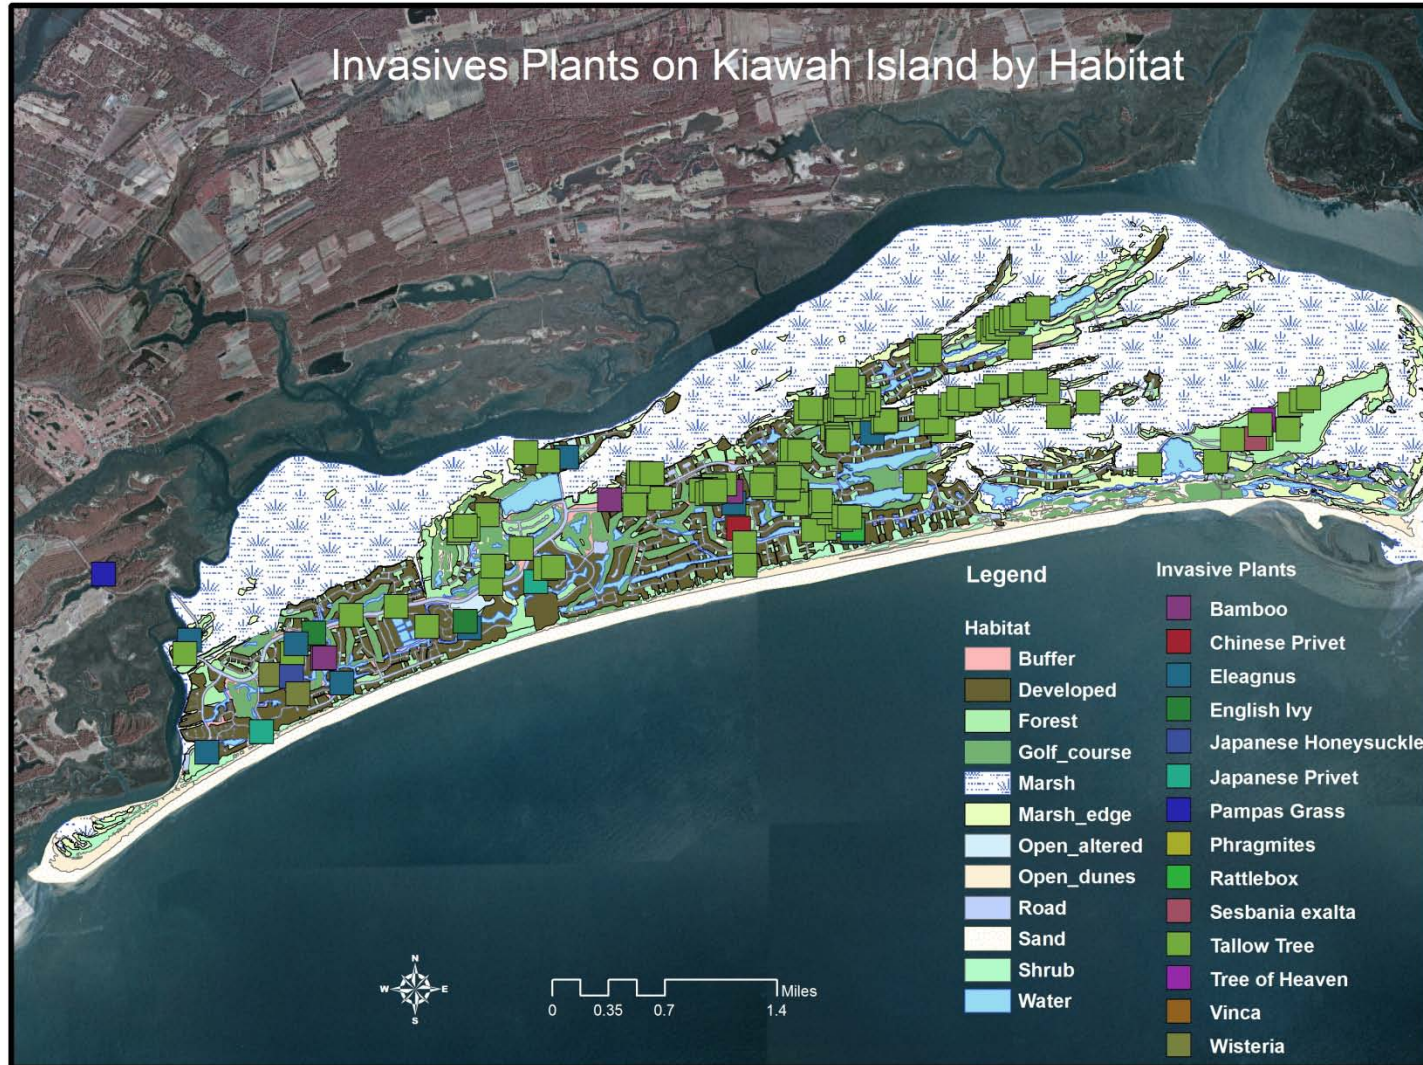 Invasives Plants on Kiawah Island by Habitat
Legend
Habitat
Buffer
Developed
Forest
Golf_course
Marsh
Marsh_edge
Open_altered
Open_dunes
Road
Sand
Shrub
Water
Invasive Plants
Bamboo
Chinese Privet
Eleagnus
English Ivy
Japanese Honeysuckle
Japanese Privet
Pampas Grass
Phragmites
Rattlebox
Sesbania exalta
Tallow Tree
Tree of Heaven
Vinca
Wisteria
N
W E
S
Miles
0 0.35 0.7 1.4